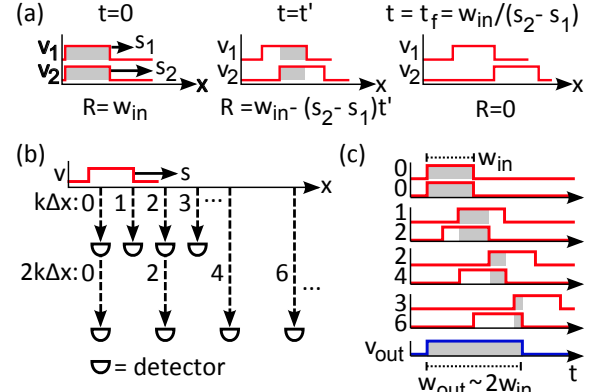 (a) t=0 t=t' t = t_f = w_in/(s_2- s_1)
v_1 s_1 v_1 v_1
v_2 s_2 x v_2 x v_2 x
R= w_in R= w_in- (s_2- s_1)t' R=0
(b)
v s x
kΔx: 0 1 2 3 ...
2kΔx: 0 2 4 6 ...
= detector
(c)
w_in
0
0
1
2
2
4
3
6
v_out t
w_out ~ 2w_in